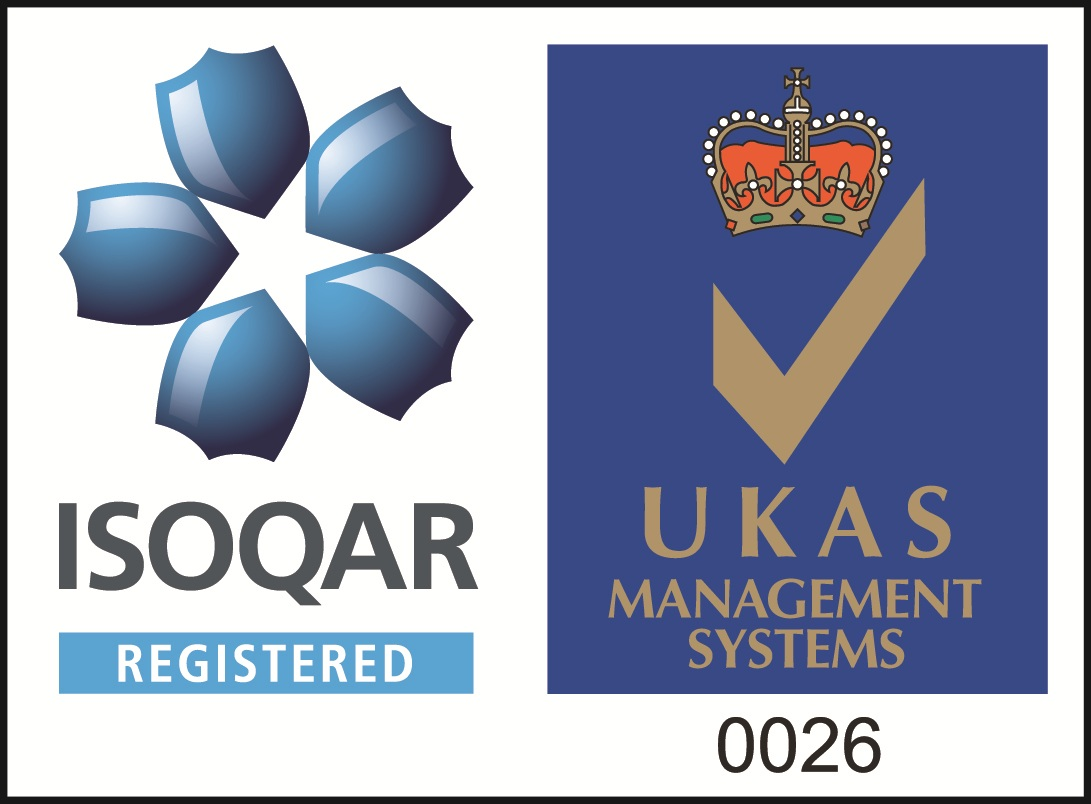 ISOQAR
REGISTERED
UKAS
MANAGEMENT
SYSTEMS
0026